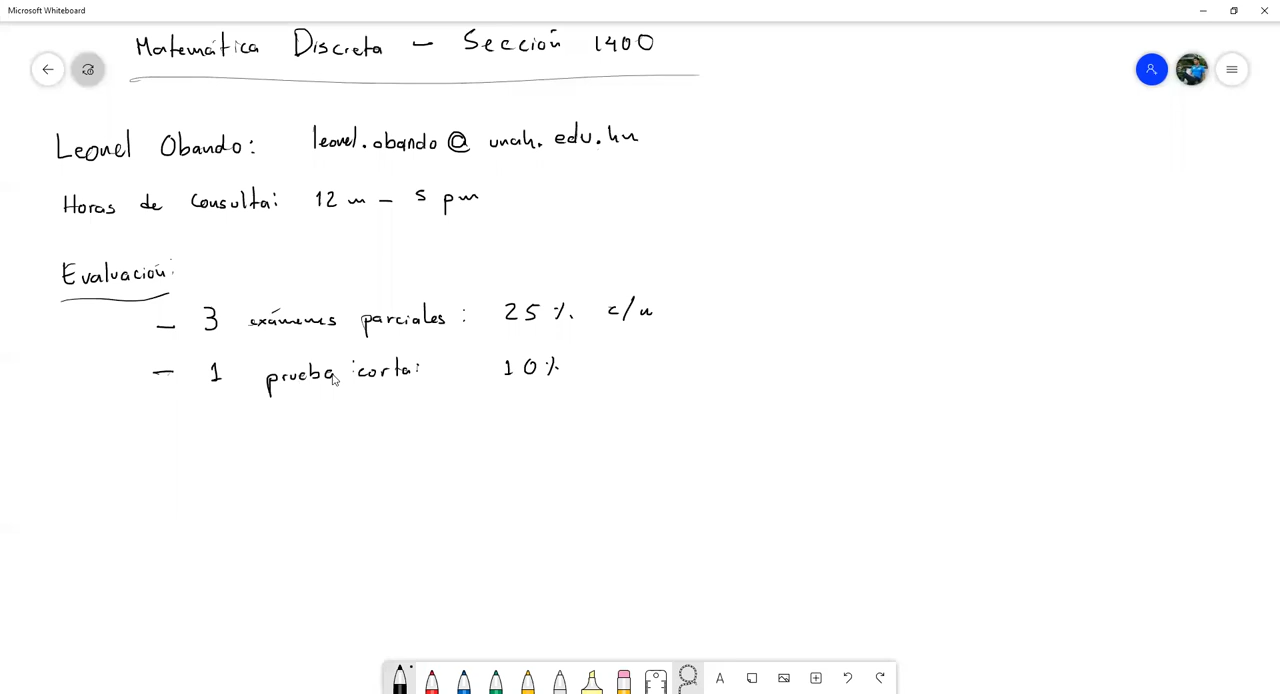 Microsoft Whiteboard
Matemática Discreta - Sección 1400
Leonel Obando: leonel.obando@unah.edu.hn
Horas de consulta: 12 m - 5 pm
Evaluación:
- 3 exámenes parciales: 25% c/u
- 1 prueba corta: 10%
A